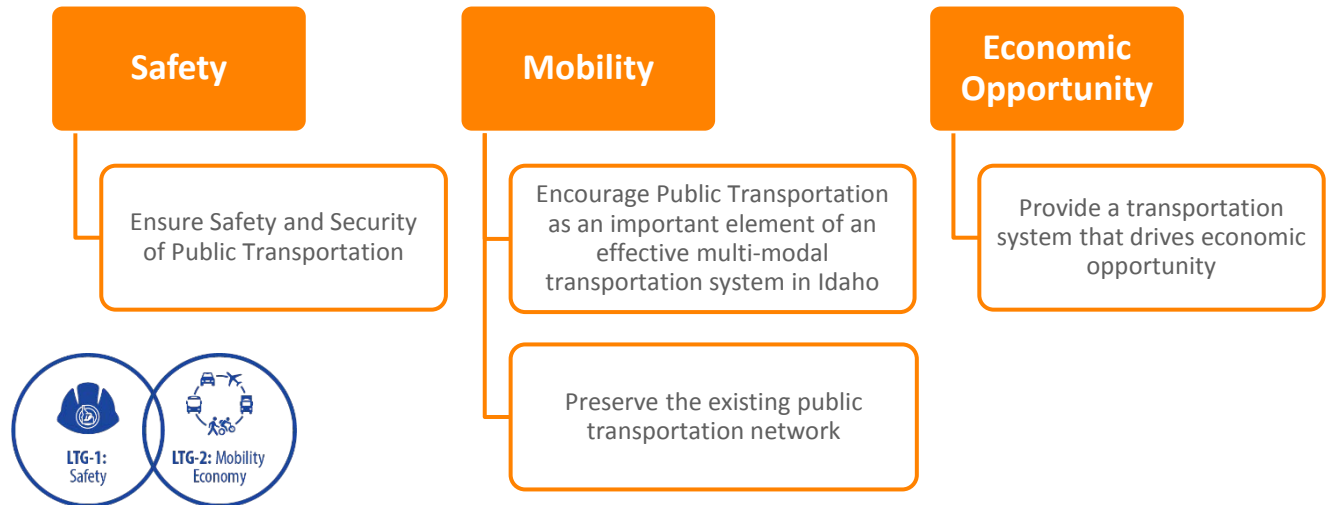 Safety
Ensure Safety and Security
of Public Transportation
Mobility
Encourage Public Transportation
as an important element of an
effective multi-modal
transportation system in Idaho
Preserve the existing public
transportation network
Economic
Opportunity
Provide a transportation
system that drives economic
opportunity
LTG-1:
Safety
LTG-2: Mobility
Economy